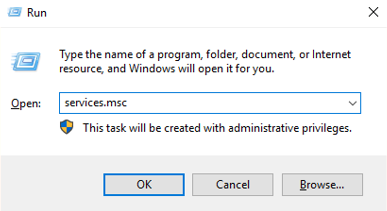 Run
Type the name of a program, folder, document, or Internet
resource, and Windows will open it for you.
Open: services.msc
This task will be created with administrative privileges.
OK Cancel Browse...